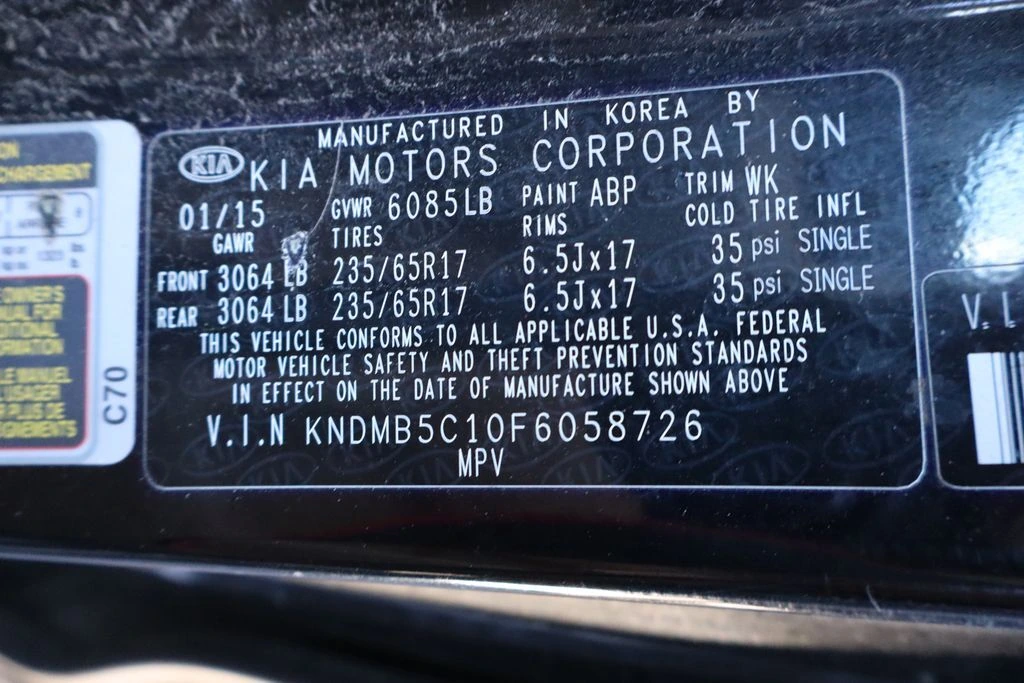 MANUFACTURED IN KOREA BY
KIA KIA MOTORS CORPORATION
01/15 GVWR 6085LB PAINT ABP TRIM WK
GAWR TIRES RIMS COLD TIRE INFL
FRONT 3064 LB 235/65R17 6.5Jx17 35 psi SINGLE
REAR 3064 LB 235/65R17 6.5Jx17 35 psi SINGLE
THIS VEHICLE CONFORMS TO ALL APPLICABLE U.S.A. FEDERAL
MOTOR VEHICLE SAFETY AND THEFT PREVENTION STANDARDS
IN EFFECT ON THE DATE OF MANUFACTURE SHOWN ABOVE
V.I.N KNDMB5C10F6058726
MPV
C70
V.I.